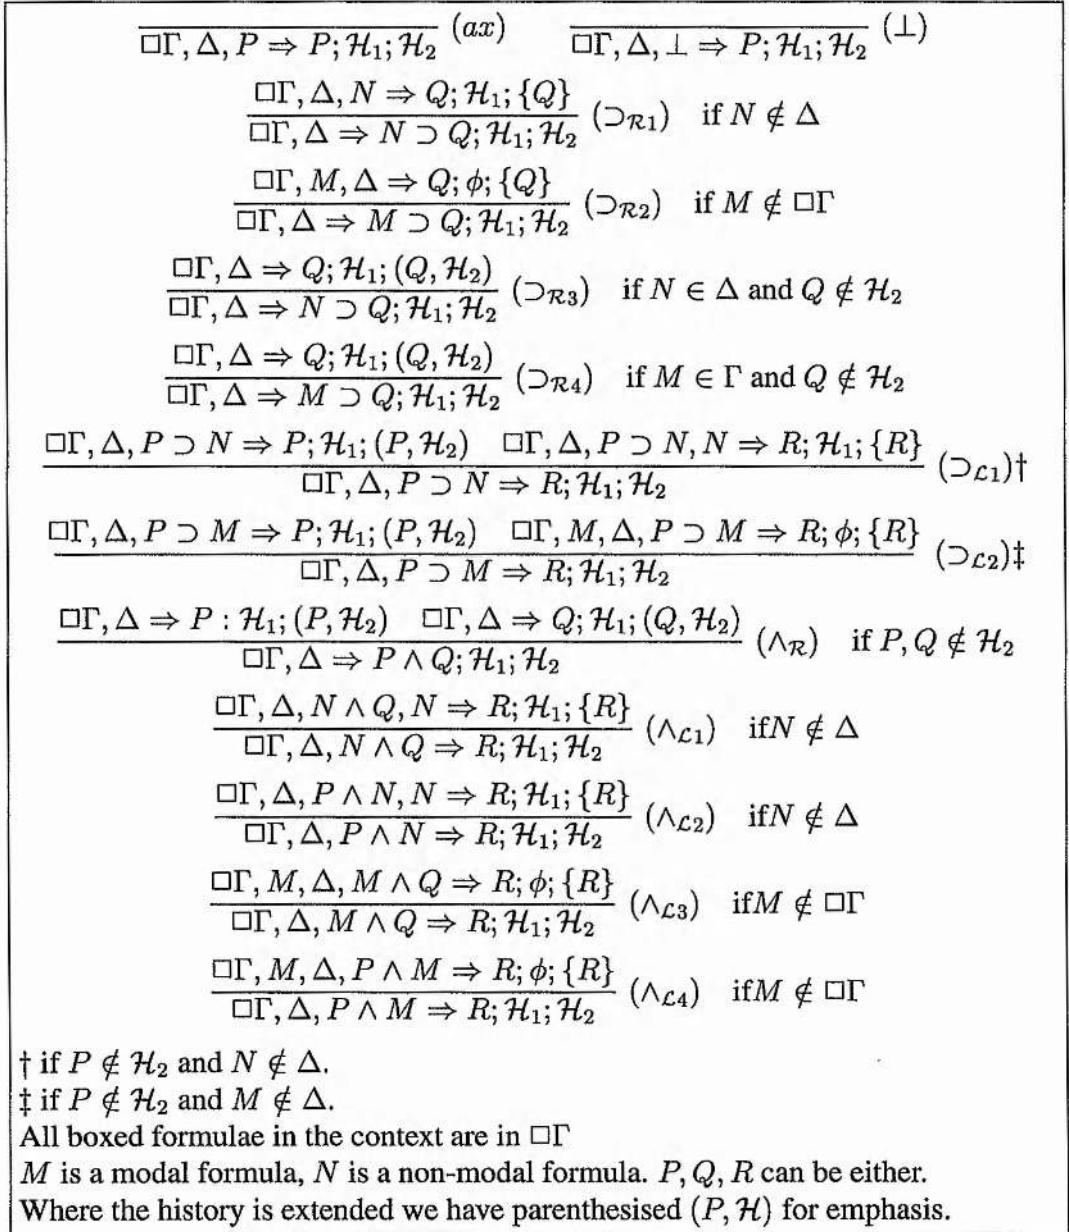 □Γ, Δ, P ⇒ P; ℋ₁; ℋ₂ (ax)    □Γ, Δ, ⊥ ⇒ P; ℋ₁; ℋ₂ (⊥)
□Γ, Δ, N ⇒ Q; ℋ₁; {Q}
□Γ, Δ ⇒ N ⊃ Q; ℋ₁; ℋ₂ (⊃ℛ1) if N ∉ Δ
□Γ, M, Δ ⇒ Q; ϕ; {Q}
□Γ, Δ ⇒ M ⊃ Q; ℋ₁; ℋ₂ (⊃ℛ2) if M ∉ □Γ
□Γ, Δ ⇒ Q; ℋ₁; (Q, ℋ₂)
□Γ, Δ ⇒ N ⊃ Q; ℋ₁; ℋ₂ (⊃ℛ3) if N ∈ Δ and Q ∉ ℋ₂
□Γ, Δ ⇒ Q; ℋ₁; (Q, ℋ₂)
□Γ, Δ ⇒ M ⊃ Q; ℋ₁; ℋ₂ (⊃ℛ4) if M ∈ Γ and Q ∉ ℋ₂
□Γ, Δ, P ⊃ N ⇒ P; ℋ₁; (P, ℋ₂)    □Γ, Δ, P ⊃ N, N ⇒ R; ℋ₁; {R}
□Γ, Δ, P ⊃ N ⇒ R; ℋ₁; ℋ₂ (⊃ℒ1)†
□Γ, Δ, P ⊃ M ⇒ P; ℋ₁; (P, ℋ₂)    □Γ, M, Δ, P ⊃ M ⇒ R; ϕ; {R}
□Γ, Δ, P ⊃ M ⇒ R; ℋ₁; ℋ₂ (⊃ℒ2)‡
□Γ, Δ ⇒ P : ℋ₁; (P, ℋ₂)    □Γ, Δ ⇒ Q; ℋ₁; (Q, ℋ₂)
□Γ, Δ ⇒ P ∧ Q; ℋ₁; ℋ₂ (∧ℛ) if P, Q ∉ ℋ₂
□Γ, Δ, N ∧ Q, N ⇒ R; ℋ₁; {R}
□Γ, Δ, N ∧ Q ⇒ R; ℋ₁; ℋ₂ (∧ℒ1) ifN ∉ Δ
□Γ, Δ, P ∧ N, N ⇒ R; ℋ₁; {R}
□Γ, Δ, P ∧ N ⇒ R; ℋ₁; ℋ₂ (∧ℒ2) ifN ∉ Δ
□Γ, M, Δ, M ∧ Q ⇒ R; ϕ; {R}
□Γ, Δ, M ∧ Q ⇒ R; ℋ₁; ℋ₂ (∧ℒ3) ifM ∉ □Γ
□Γ, M, Δ, P ∧ M ⇒ R; ϕ; {R}
□Γ, Δ, P ∧ M ⇒ R; ℋ₁; ℋ₂ (∧ℒ4) ifM ∉ □Γ
† if P ∉ ℋ₂ and N ∉ Δ.
‡ if P ∉ ℋ₂ and M ∉ Δ.
All boxed formulae in the context are in □Γ
M is a modal formula, N is a non-modal formula. P, Q, R can be either.
Where the history is extended we have parenthesised (P, ℋ) for emphasis.